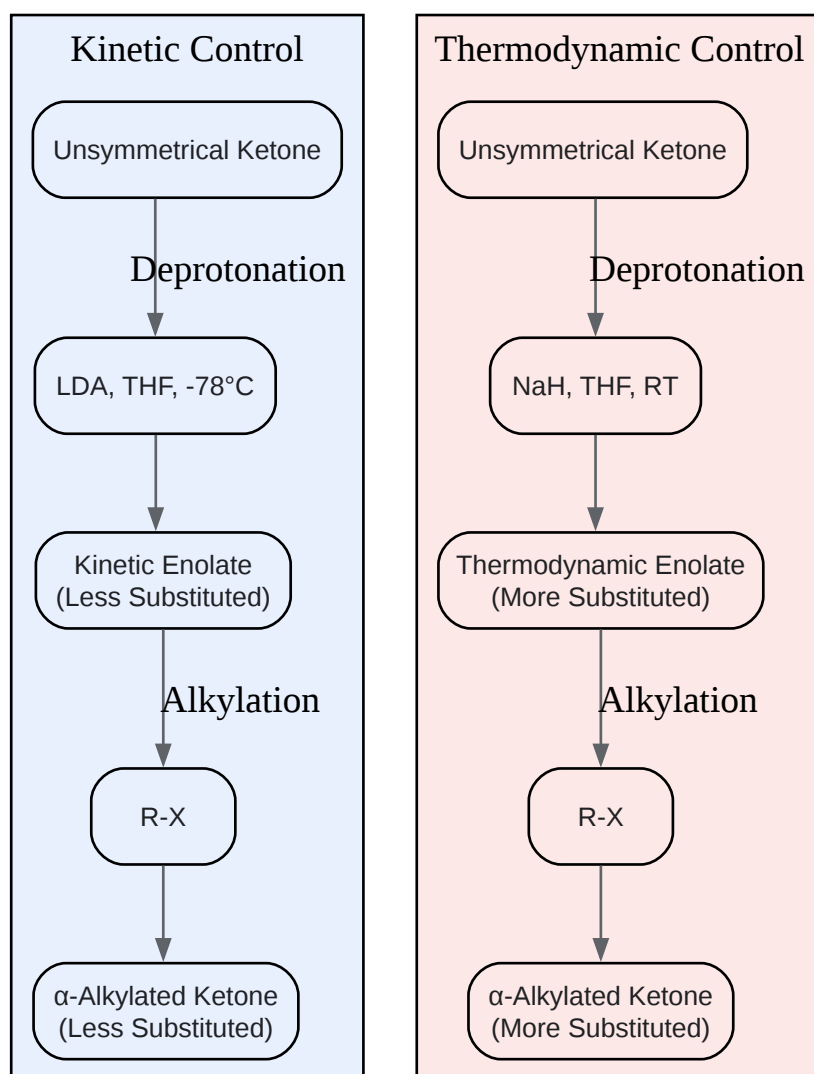 Kinetic Control
Unsymmetrical Ketone
Deprotonation
LDA, THF, -78°C
Kinetic Enolate
(Less Substituted)
Alkylation
R-X
α-Alkylated Ketone
(Less Substituted)
Thermodynamic Control
Unsymmetrical Ketone
Deprotonation
NaH, THF, RT
Thermodynamic Enolate
(More Substituted)
Alkylation
R-X
α-Alkylated Ketone
(More Substituted)